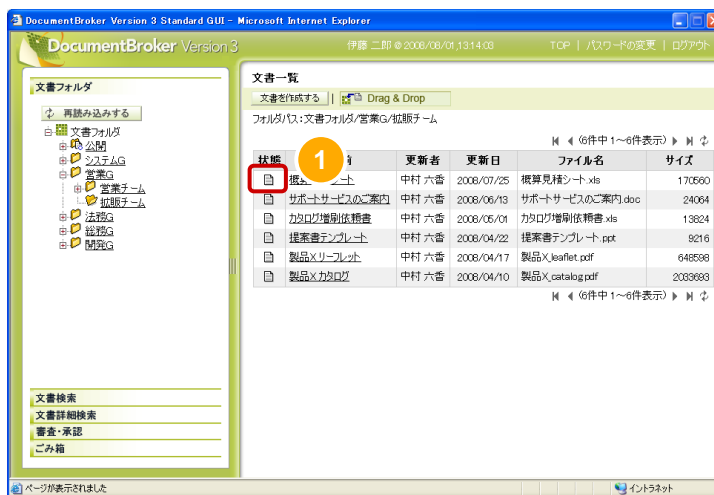 DocumentBroker Version 3 Standard GUI - Microsoft Internet Explorer
DocumentBroker Version 3
伊藤 二郎 @ 2008/08/01,13:14:03
TOP | パスワードの変更 | ログアウト
文書フォルダ
再読み込みする
文書フォルダ
公開
システムG
営業G
営業チーム
拡販チーム
法務G
総務G
開発G
文書検索
文書詳細検索
審査・承認
ごみ箱
文書一覧
文書を作成する | Drag & Drop
フォルダパス:文書フォルダ/営業G/拡販チーム
(6件中 1～6件表示)
状態 更新者 更新日 ファイル名 サイズ
1
中村 六香 2008/07/25 概算見積シート.xls 170560
サポートサービスのご案内 中村 六香 2008/06/13 サポートサービスのご案内.doc 24064
カタログ増刷依頼書 中村 六香 2008/05/01 カタログ増刷依頼書.xls 13824
提案書テンプレート 中村 六香 2008/04/22 提案書テンプレート.ppt 9216
製品Xリーフレット 中村 六香 2008/04/17 製品X_leaflet.pdf 648598
製品Xカタログ 中村 六香 2008/04/10 製品X_catalog.pdf 2033693
(6件中 1～6件表示)
ページが表示されました
イントラネット